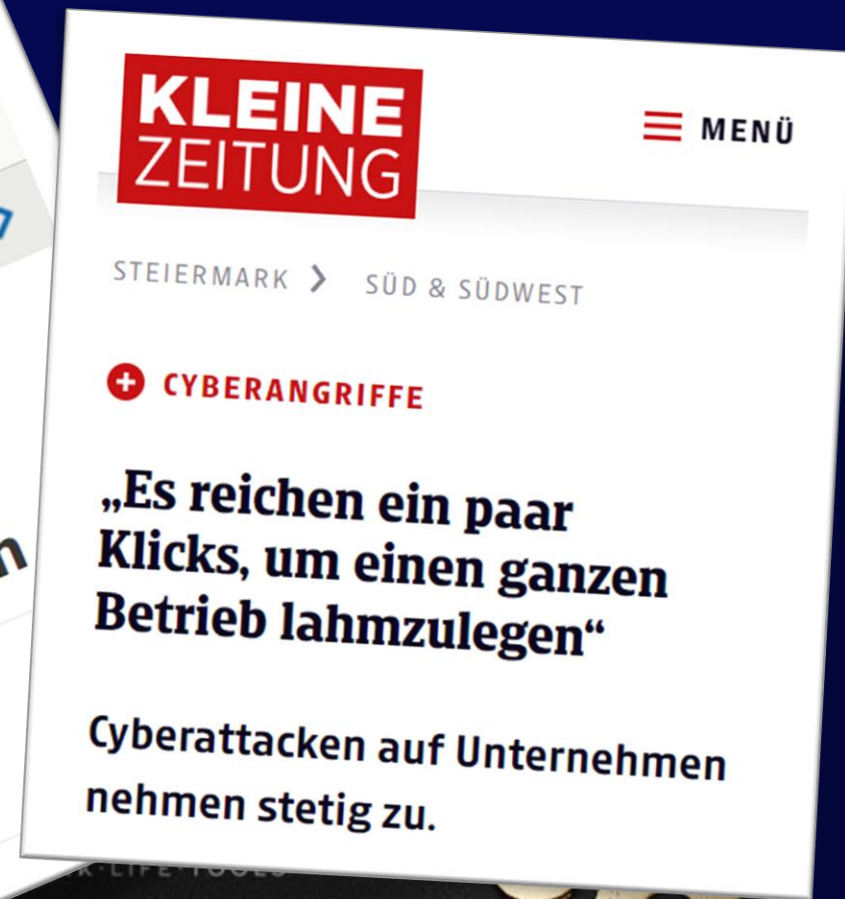 KLEINE
ZEITUNG
MENÜ
STEIERMARK > SÜD & SÜDWEST
+ CYBERANGRIFFE
„Es reichen ein paar
Klicks, um einen ganzen
Betrieb lahmzulegen“
Cyberattacken auf Unternehmen
nehmen stetig zu.